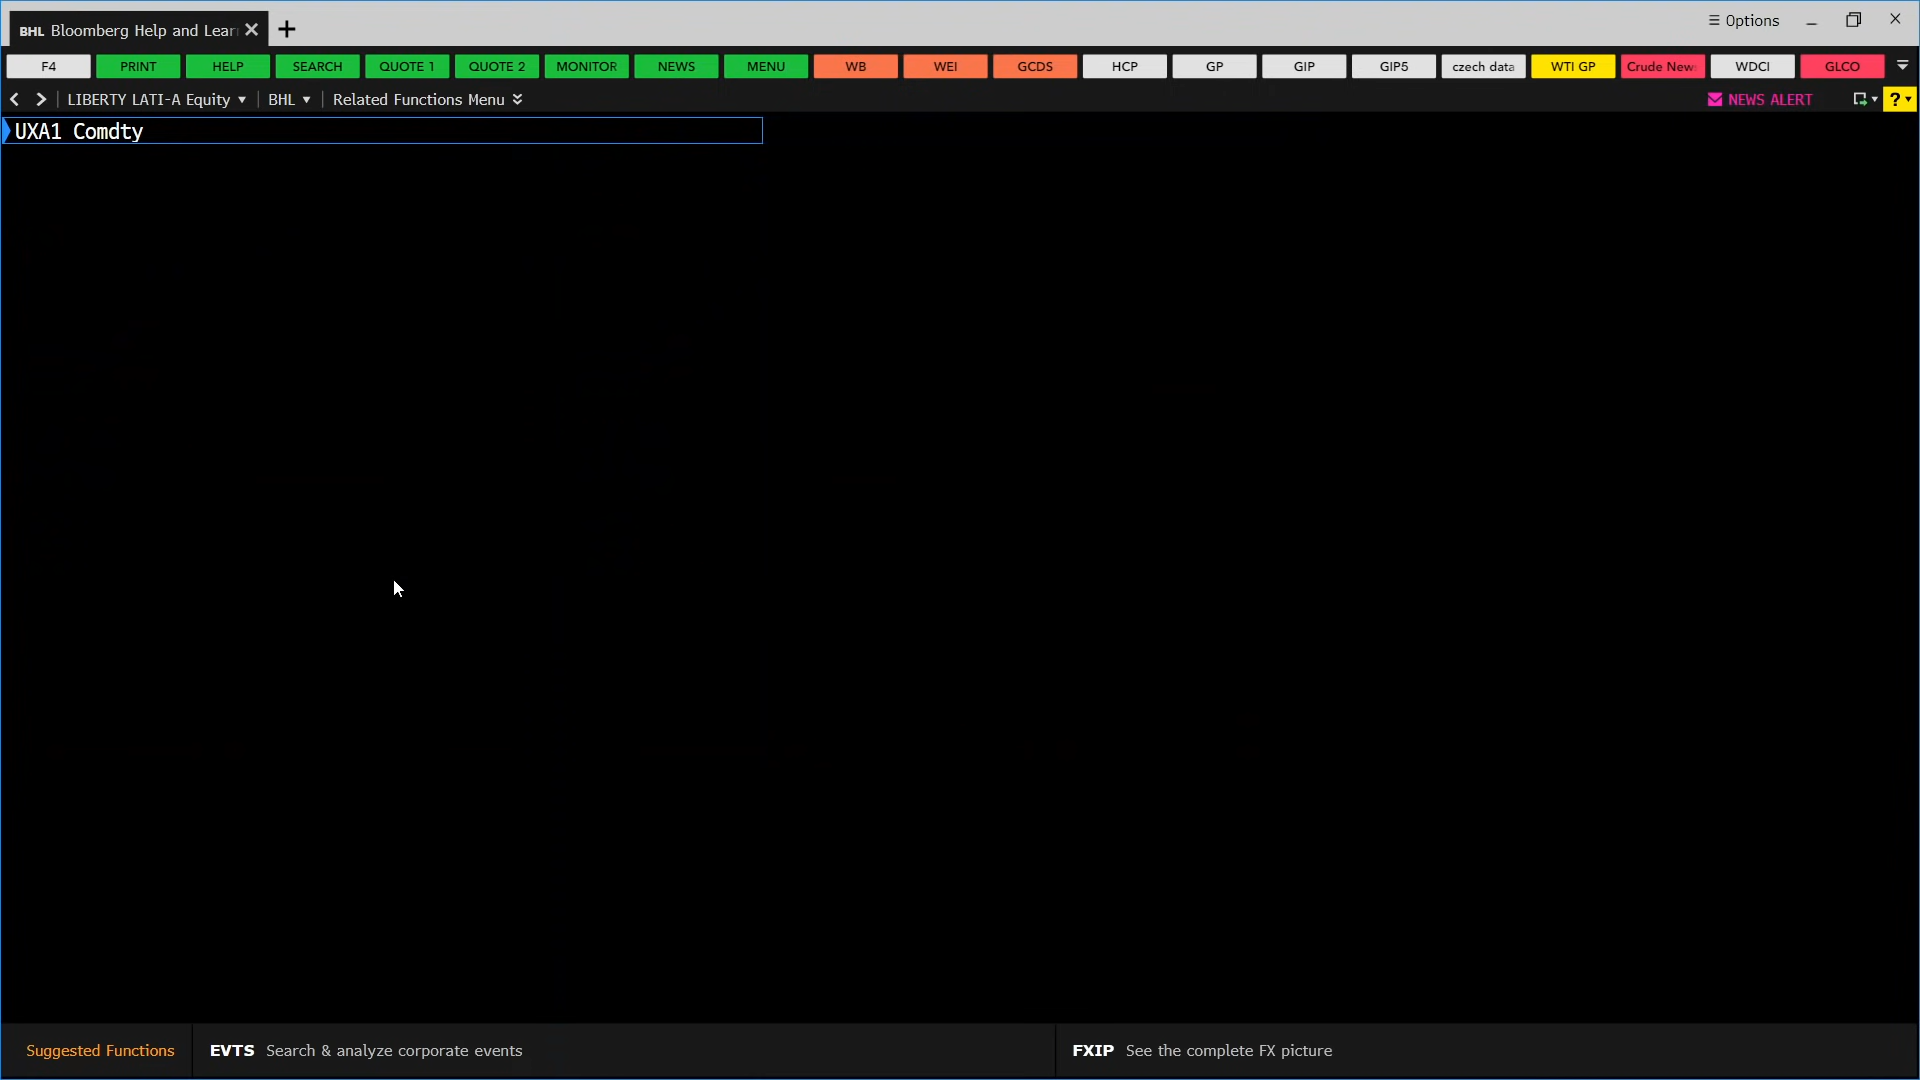 BHL Bloomberg Help and Lear
Options
F4 PRINT HELP SEARCH QUOTE 1 QUOTE 2 MONITOR NEWS MENU WB WEI GCDS HCP GP GIP GIP5 czech data WTI GP Crude New WDCI GLCO
LIBERTY LATI-A Equity BHL Related Functions Menu NEWS ALERT ?
UXA1 Comdty
Suggested Functions EVTS Search & analyze corporate events FXIP See the complete FX picture